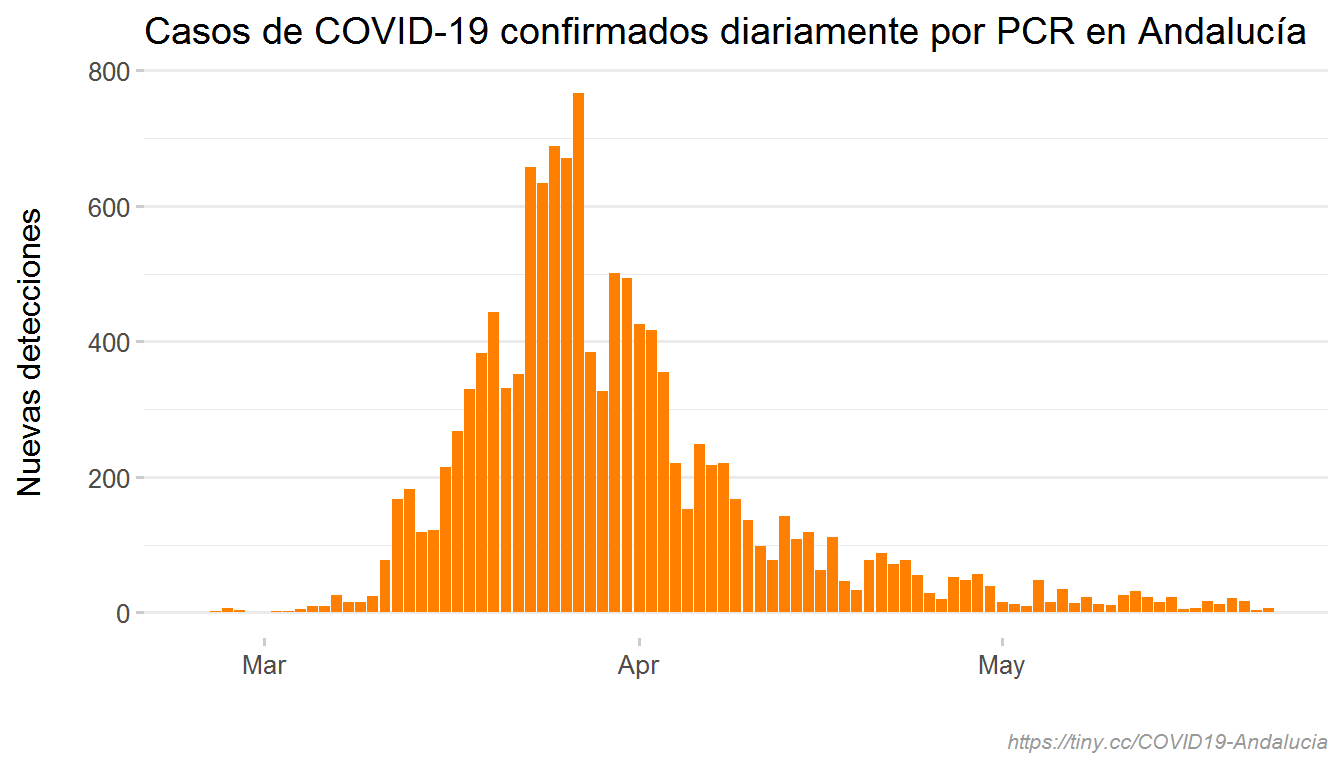 Casos de COVID-19 confirmados diariamente por PCR en Andalucía
Nuevas detecciones
800
600
400
200
0
Mar Apr May
https://tiny.cc/COVID19-Andalucia